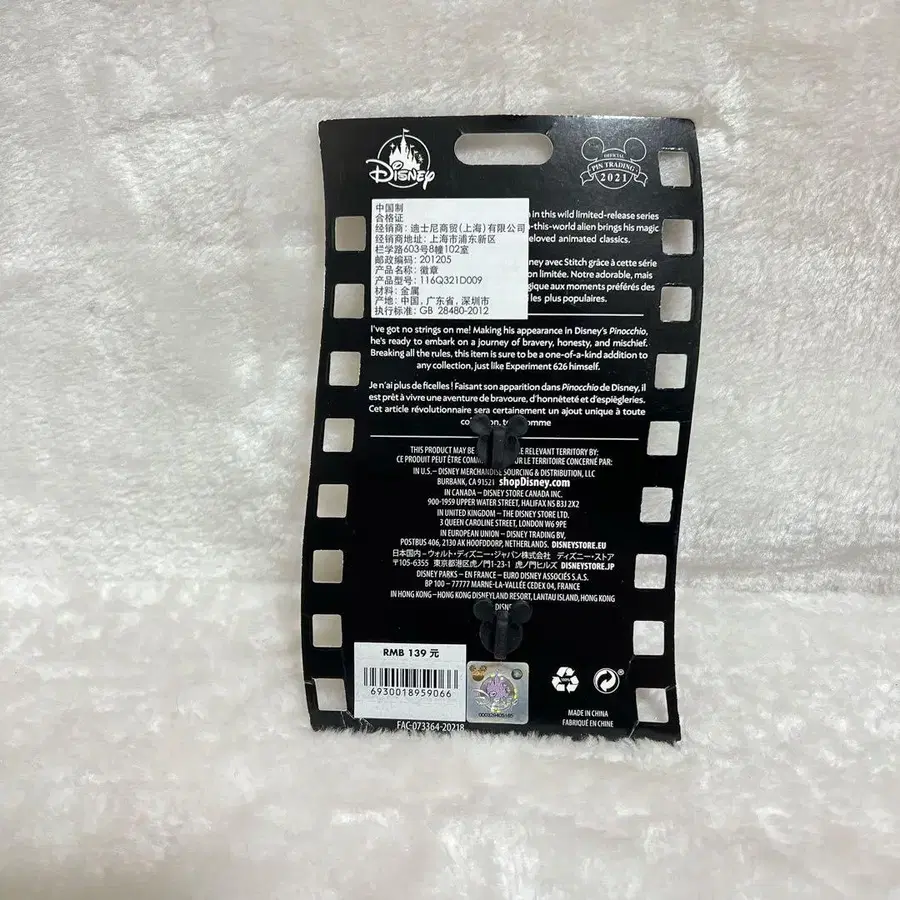 Disney
OFFICIAL
PIN TRADING
2021
中国制
合格证
经销商: 迪士尼商贸(上海)有限公司
经销商地址: 上海市浦东新区
栏学路603号8幢102室
邮政编码: 201205
产品名称: 徽章
产品型号: 116Q321D009
材料: 金属
产地: 中国, 广东省, 深圳市
执行标准: GB 28480-2012
in this wild limited-release series
-this-world alien brings his magic
eloved animated classics.
ney avec Stitch grâce à cette série
on limitée. Notre adorable, mais
gique aux moments préférés des
les plus populaires.
I've got no strings on me! Making his appearance in Disney's Pinocchio,
he's ready to embark on a journey of bravery, honesty, and mischief.
Breaking all the rules, this item is sure to be a one-of-a-kind addition to
any collection, just like Experiment 626 himself.
Je n'ai plus de ficelles ! Faisant son apparition dans Pinocchio de Disney, il
est prêt à vivre une aventure de bravoure, d'honnêteté et d'espiègleries.
Cet article révolutionnaire sera certainement un ajout unique à toute
omme
THIS PRODUCT MAY BE RELEVANT TERRITORY BY:
CE PRODUIT PEUT ÊTRE COMM R LE TERRITOIRE CONCERNÉ PAR:
IN U.S. – DISNEY MERCHANDISE SOURCING & DISTRIBUTION, LLC
BURBANK, CA 91521 shopDisney.com
IN CANADA – DISNEY STORE CANADA INC.
900-1959 UPPER WATER STREET, HALIFAX NS B3J 2X2
IN UNITED KINGDOM – THE DISNEY STORE LTD.
3 QUEEN CAROLINE STREET, LONDON W6 9PE
IN EUROPEAN UNION – DISNEY TRADING BV,
POSTBUS 406, 2130 AK HOOFDDORP, NETHERLANDS. DISNEYSTORE.EU
日本国内 – ウォルト・ディズニー・ジャパン株式会社 ディズニー・ストア
〒105-6355 東京都港区虎ノ門1-23-1 虎ノ門ヒルズ DISNEYSTORE.JP
DISNEY PARKS – EN FRANCE – EURO DISNEY ASSOCIÉS S.A.S.
BP 100 – 77777 MARNE-LA-VALLÉE CEDEX 04, FRANCE
IN HONG KONG – HONG KONG DISNEYLAND RESORT, LANTAU ISLAND, HONG KONG
DISNE
RMB 139 元
6930018959066
FAC-073364-20218
MADE IN CHINA
FABRIQUÉ EN CHINE